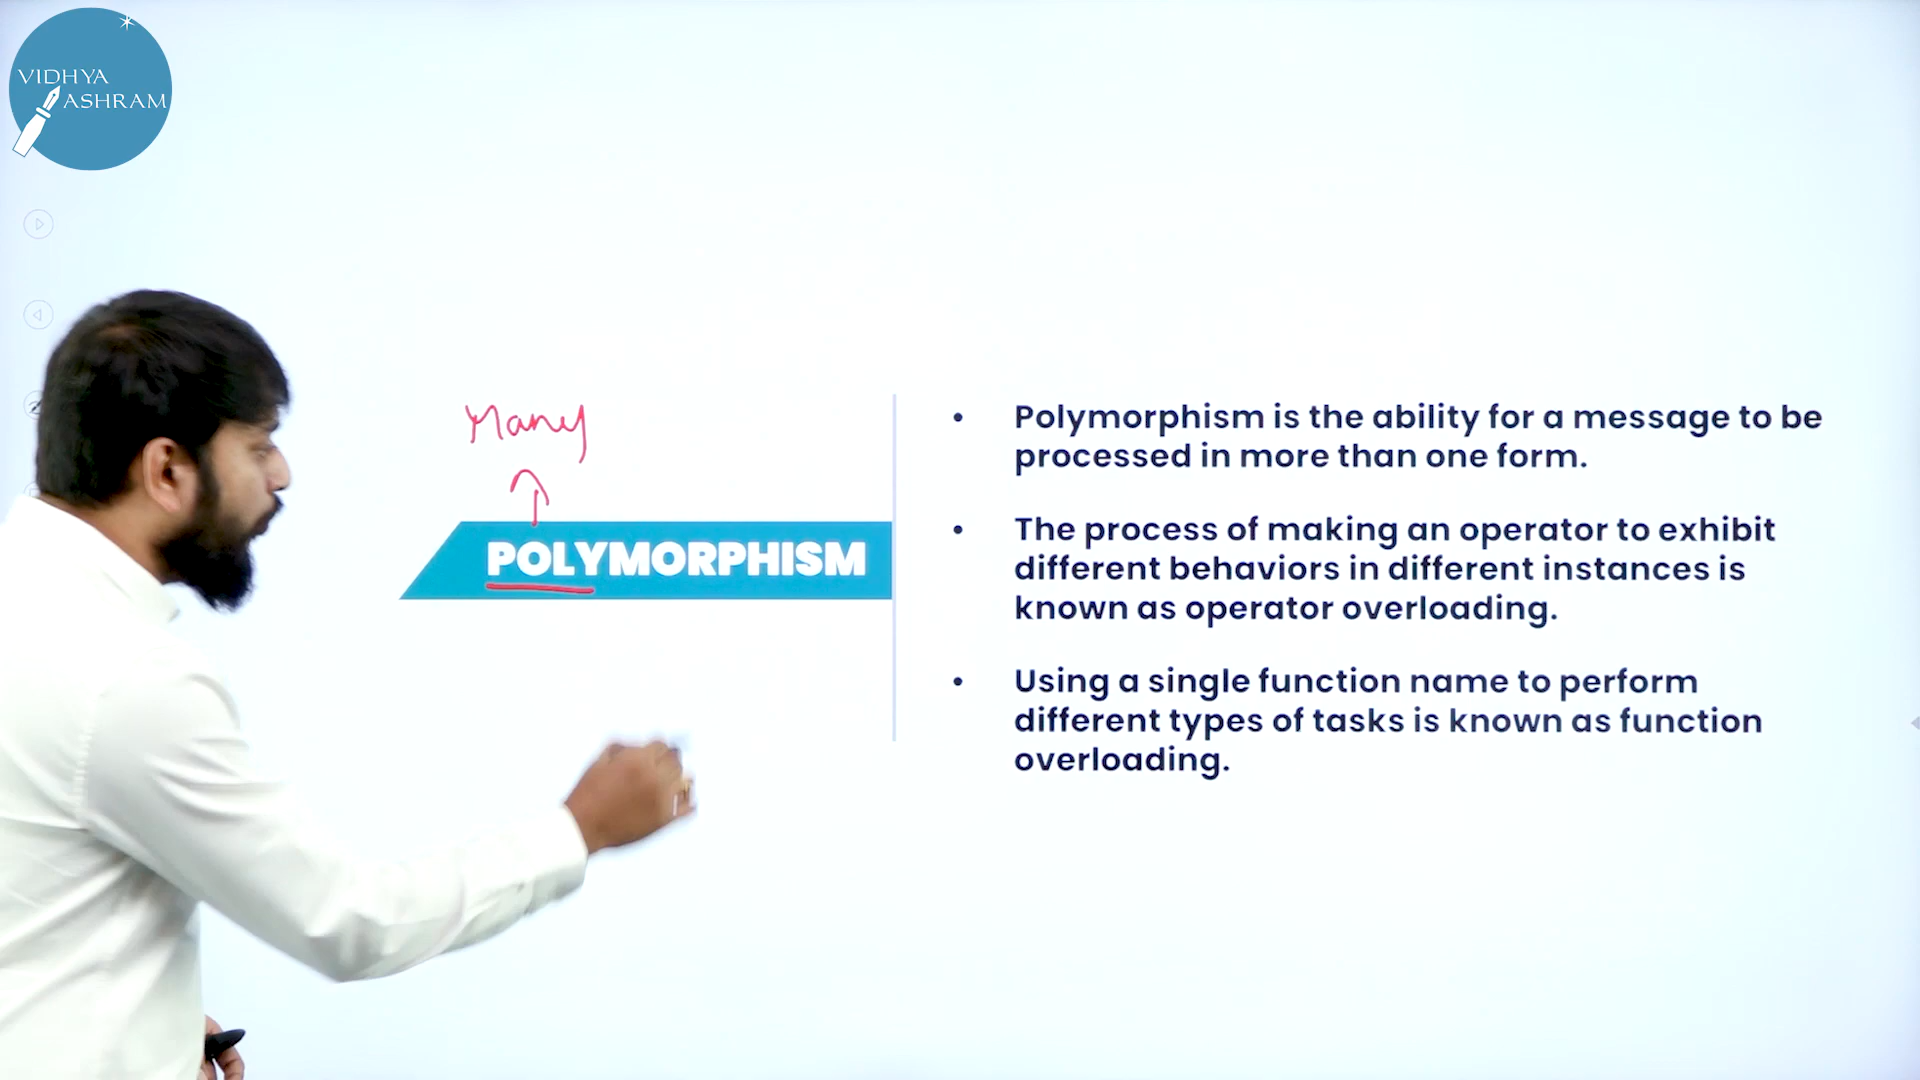 VIDHYA
ASHRAM
Many
POLYMORPHISM
• Polymorphism is the ability for a message to be
processed in more than one form.
• The process of making an operator to exhibit
different behaviors in different instances is
known as operator overloading.
• Using a single function name to perform
different types of tasks is known as function
overloading.